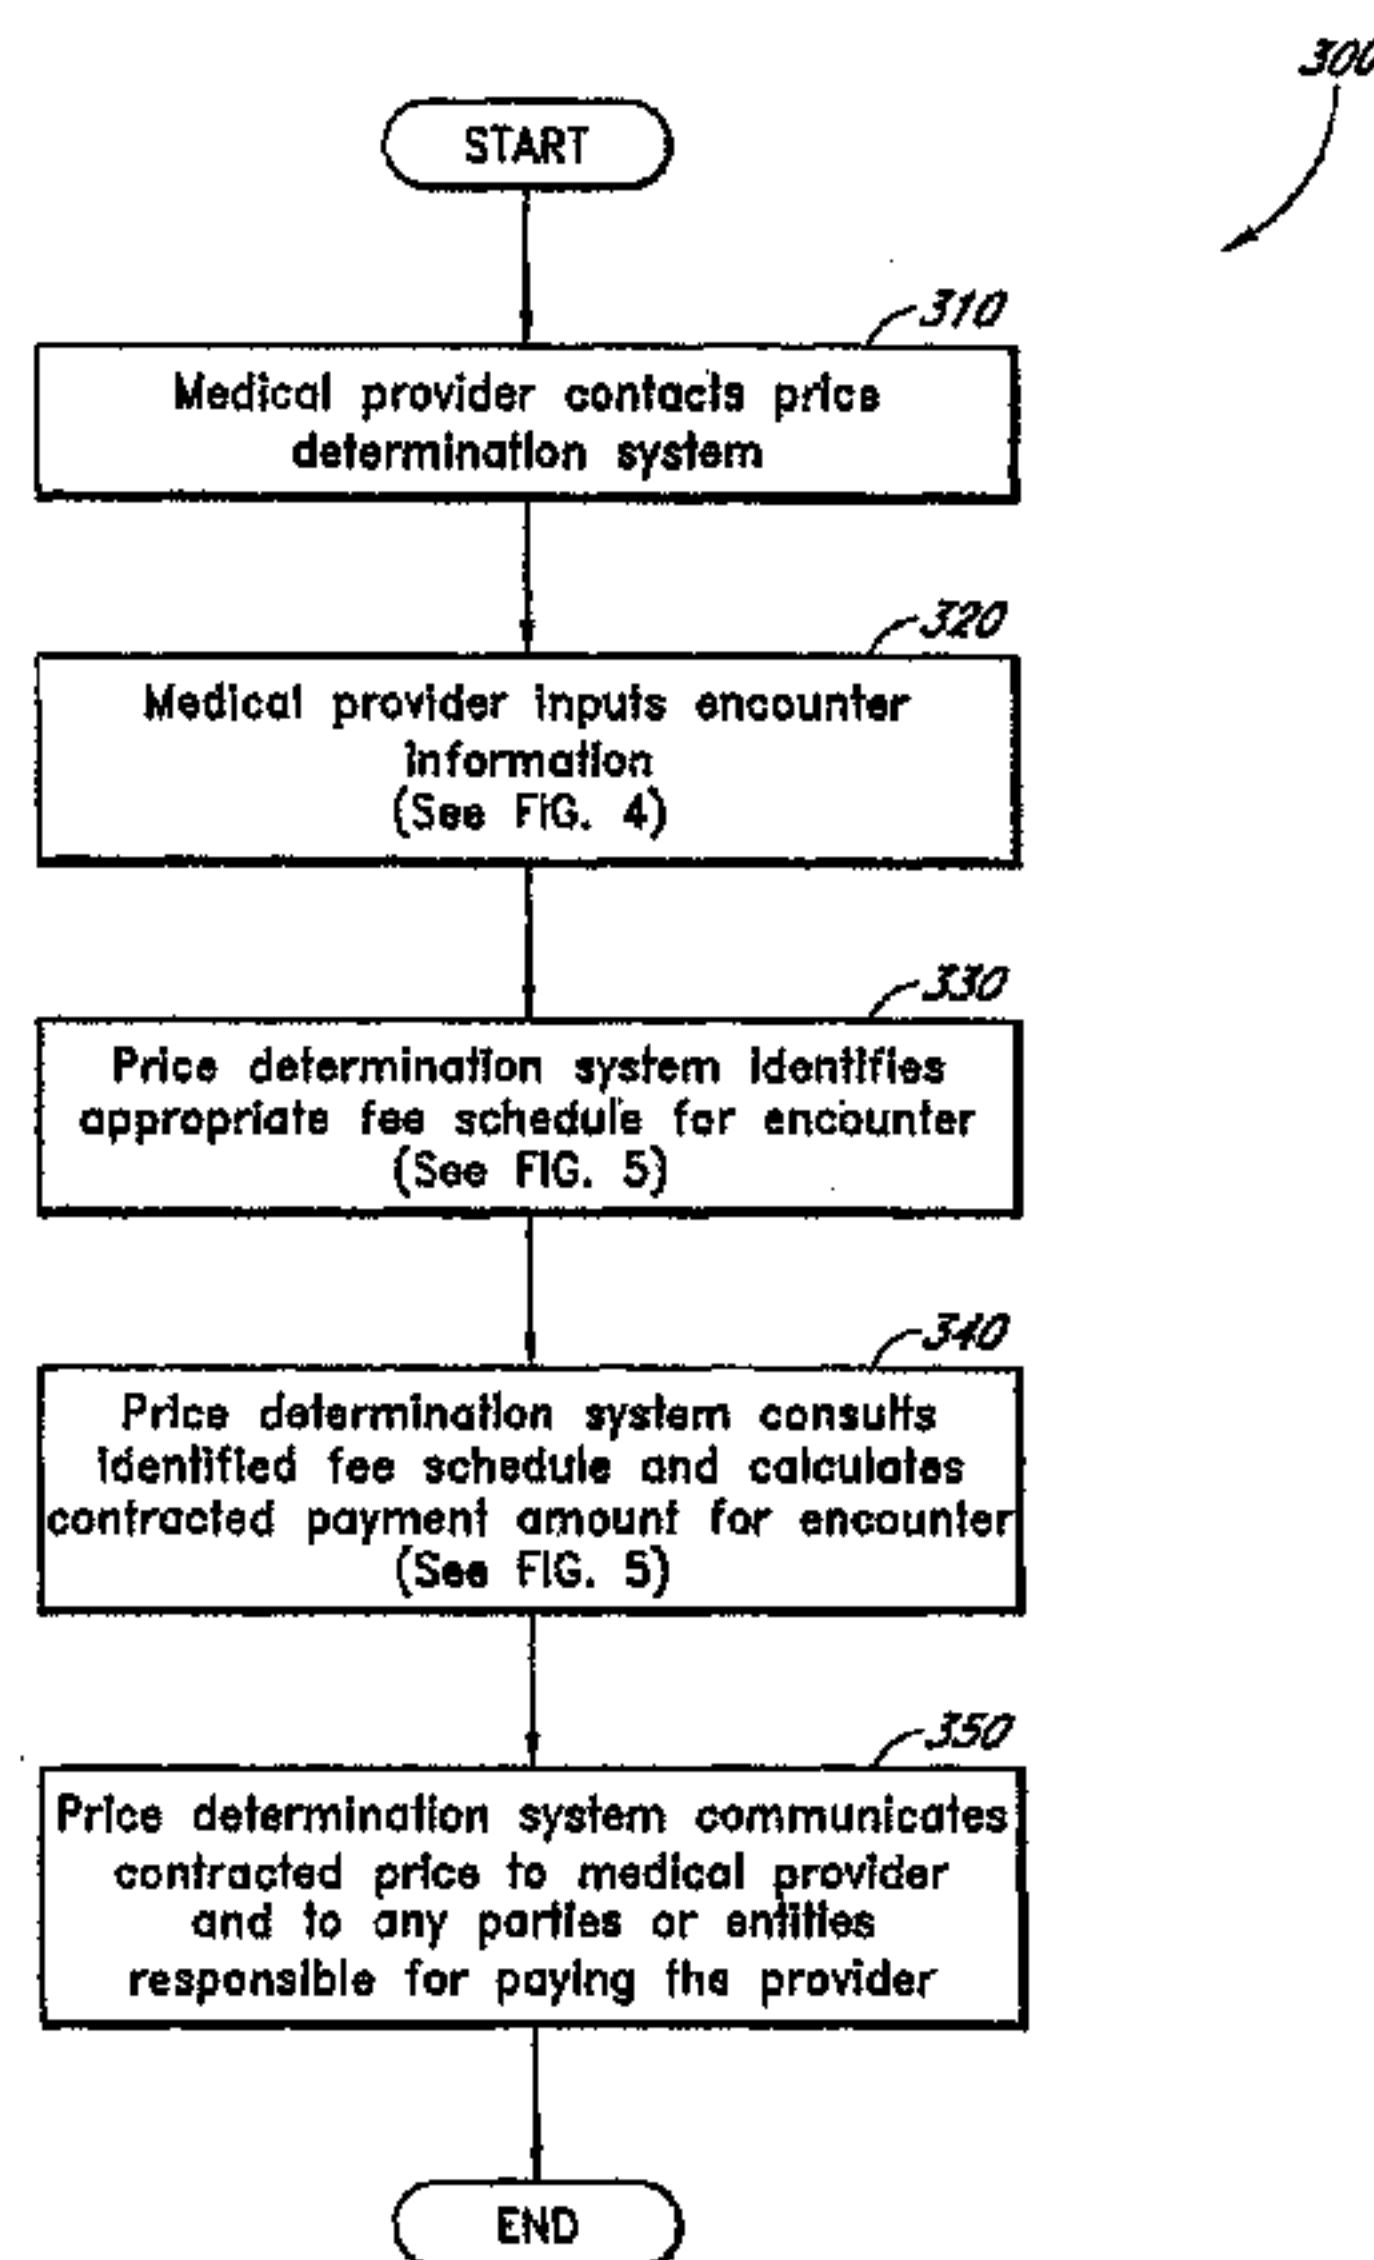 300
START
310
Medical provider contacts price
determination system
320
Medical provider inputs encounter
information
(See FIG. 4)
330
Price determination system identifies
appropriate fee schedule for encounter
(See FIG. 5)
340
Price determination system consults
identified fee schedule and calculates
contracted payment amount for encounter
(See FIG. 5)
350
Price determination system communicates
contracted price to medical provider
and to any parties or entities
responsible for paying the provider
END